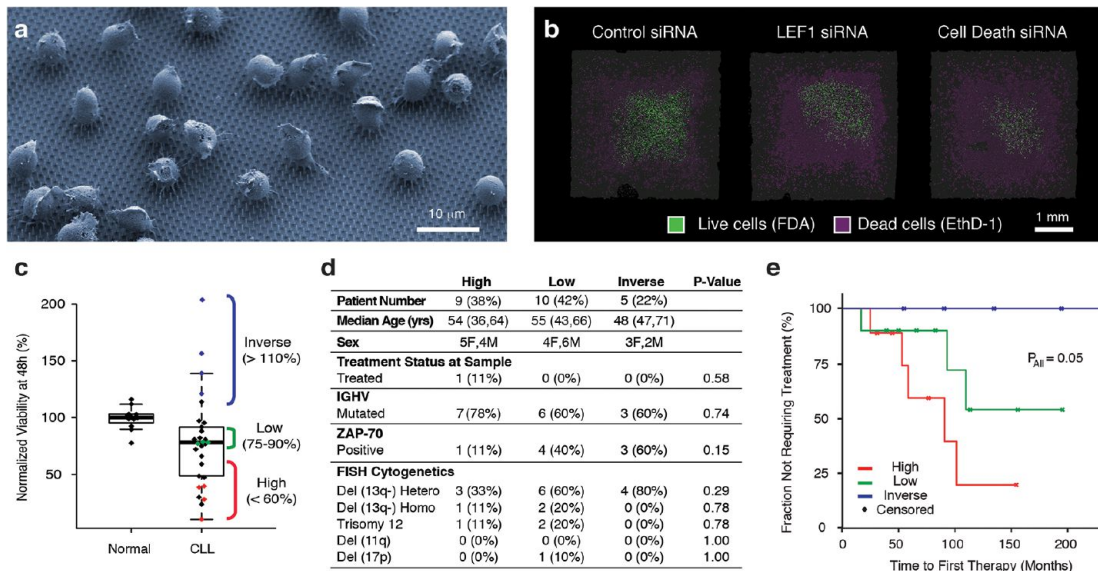 a
10 µm
b
Control siRNA LEF1 siRNA Cell Death siRNA
Live cells (FDA) Dead cells (EthD-1) 1 mm
c
Normalized Viability at 48h (%)
200
150
100
50
Inverse
(> 110%)
Low
(75-90%)
High
(< 60%)
Normal CLL
d
High Low Inverse P-Value
Patient Number 9 (38%) 10 (42%) 5 (22%)
Median Age (yrs) 54 (36,64) 55 (43,66) 48 (47,71)
Sex 5F,4M 4F,6M 3F,2M
Treatment Status at Sample
Treated 1 (11%) 0 (0%) 0 (0%) 0.58
IGHV
Mutated 7 (78%) 6 (60%) 3 (60%) 0.74
ZAP-70
Positive 1 (11%) 4 (40%) 3 (60%) 0.15
FISH Cytogenetics
Del (13q-) Hetero 3 (33%) 6 (60%) 4 (80%) 0.29
Del (13q-) Homo 1 (11%) 2 (20%) 0 (0%) 0.78
Trisomy 12 1 (11%) 2 (20%) 0 (0%) 0.78
Del (11q) 0 (0%) 0 (0%) 0 (0%) 1.00
Del (17p) 0 (0%) 1 (10%) 0 (0%) 1.00
e
Fraction Not Requiring Treatment (%)
100
75
50
25
0
P All = 0.05
High
Low
Inverse
Censored
0 50 100 150 200
Time to First Therapy (Months)